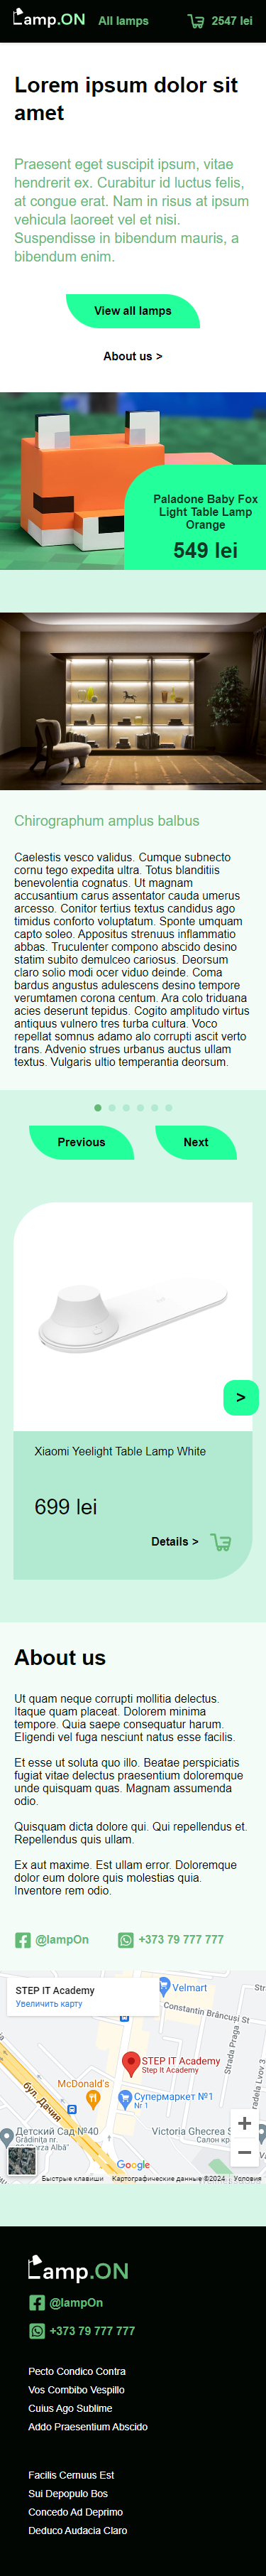 Lamp.ON All lamps 2547 lei
Lorem ipsum dolor sit
amet
Praesent eget suscipit ipsum, vitae
hendrerit ex. Curabitur id luctus felis,
at congue erat. Nam in risus at ipsum
vehicula laoreet vel et nisi.
Suspendisse in bibendum mauris, a
bibendum enim.
View all lamps
About us >
Paladone Baby Fox
Light Table Lamp
Orange
549 lei
Chirographum amplus balbus
Caelestis vesco validus. Cumque subnecto
cornu tego expedita ultra. Totus blanditiis
benevolentia cognatus. Ut magnam
accusantium carus assentator cauda umerus
arcesso. Conitor tertius textus candidus ago
timidus conforto voluptatum. Sponte umquam
capto soleo. Appositus strenuus inflammatio
abbas. Truculenter compono abscido desino
statim subito demulceo cariosus. Deorsum
claro solio modi ocer viduo deinde. Coma
bardus angustus adulescens desino tempore
verumtamen corona centum. Ara colo triduana
acies deserunt tepidus. Cogito amplitudo virtus
antiquus vulnero tres turba cultura. Voco
repellat somnus adamo alo corrupti ascit verto
trans. Advenio strues urbanus auctus ullam
textus. Vulgaris ultio temperantia deorsum.
Previous
Next
>
Xiaomi Yeelight Table Lamp White
699 lei
Details >
About us
Ut quam neque corrupti mollitia delectus.
Itaque quam placeat. Dolorem minima
tempore. Quia saepe consequatur harum.
Eligendi vel fuga nesciunt natus esse facilis.
Et esse ut soluta quo illo. Beatae perspiciatis
fugiat vitae delectus praesentium doloremque
unde quisquam quas. Magnam assumenda
odio.
Quisquam dicta dolore qui. Qui repellendus et.
Repellendus quis ullam.
Ex aut maxime. Est ullam error. Doloremque
dolor eum dolore quis molestias quia.
Inventore rem odio.
@lampOn +373 79 777 777
STEP IT Academy
Увеличить карту
Velmart
Constantin Brâncuși St
Strada Praga
STEP IT Academy
Step It Academy
McDonald's
Супермаркет №1
Nr 1
бул. Дачия
Детский Сад №40
Victoria Ghecrea S
Google
+
−
Быстрые клавиши Картографические данные ©2024 Условия
Lamp.ON
@lampOn
+373 79 777 777
Pecto Condico Contra
Vos Combibo Vespillo
Cuius Ago Sublime
Addo Praesentium Abscido
Facilis Cernuus Est
Sui Depopulo Bos
Concedo Ad Deprimo
Deduco Audacia Claro